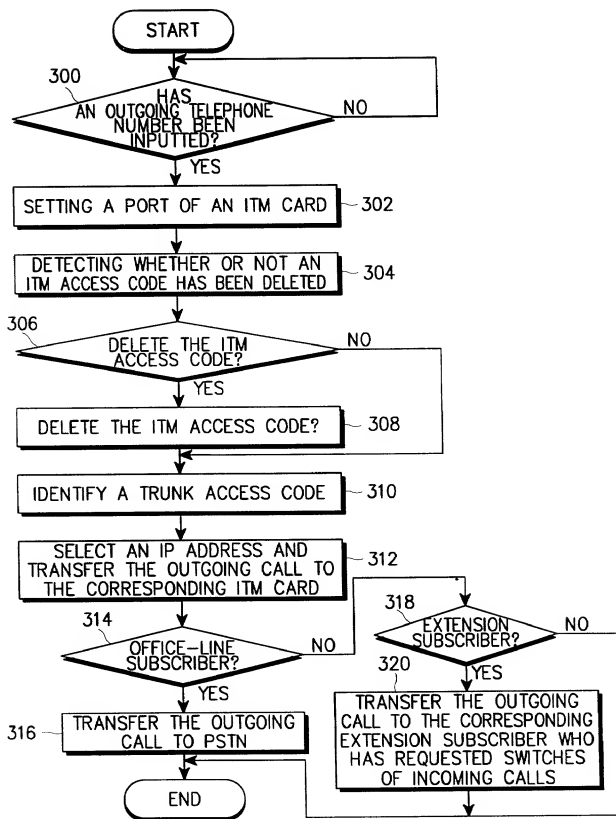 START
300
HAS
AN OUTGOING TELEPHONE
NUMBER BEEN
INPUTTED?
NO
YES
SETTING A PORT OF AN ITM CARD
302
DETECTING WHETHER OR NOT AN
ITM ACCESS CODE HAS BEEN DELETED
304
306
DELETE THE ITM
ACCESS CODE?
NO
YES
DELETE THE ITM ACCESS CODE?
308
IDENTIFY A TRUNK ACCESS CODE
310
SELECT AN IP ADDRESS AND
TRANSFER THE OUTGOING CALL TO
THE CORRESPONDING ITM CARD
312
314
OFFICE-LINE
SUBSCRIBER?
NO
YES
318
EXTENSION
SUBSCRIBER?
NO
YES
316
TRANSFER THE OUTGOING
CALL TO PSTN
320
TRANSFER THE OUTGOING
CALL TO THE CORRESPONDING
EXTENSION SUBSCRIBER WHO
HAS REQUESTED SWITCHES
OF INCOMING CALLS
END